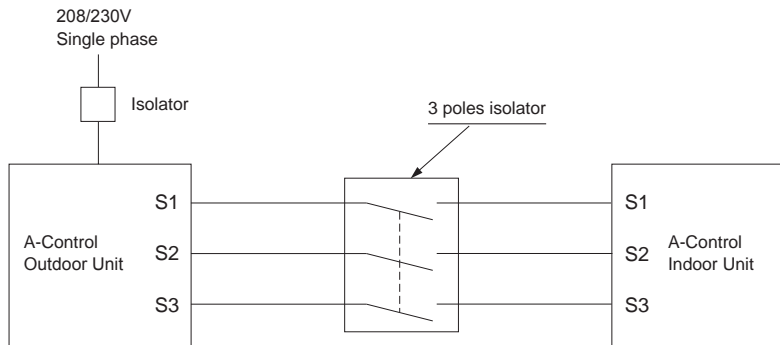 208/230V
Single phase
Isolator
3 poles isolator
A-Control
Outdoor Unit
S1
S2
S3
S1
S2
S3
A-Control
Indoor Unit